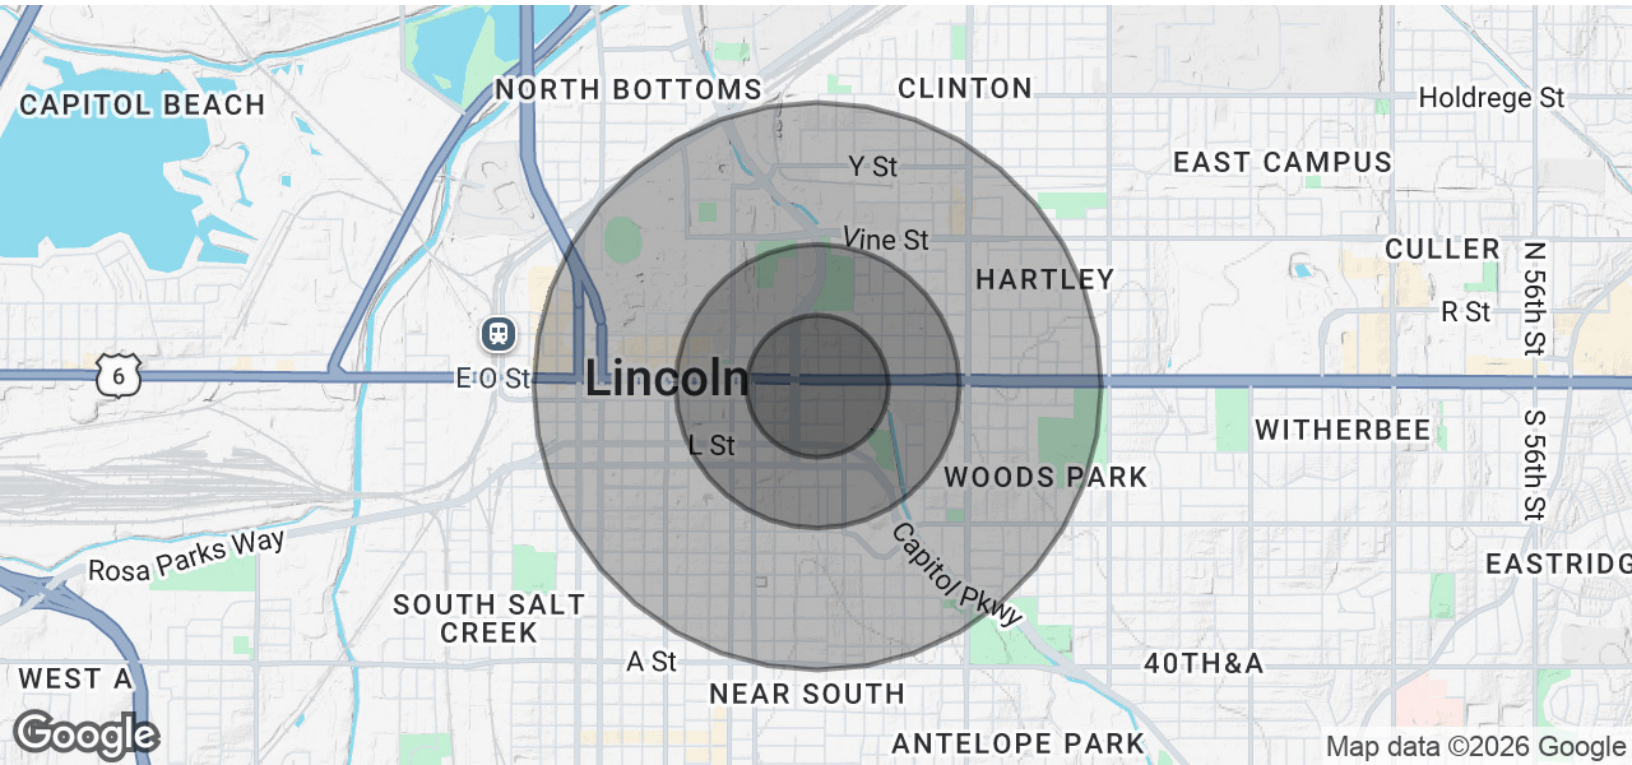 NORTH BOTTOMS
CLINTON
CAPITOL BEACH
Holdrege St
Y St
EAST CAMPUS
Vine St
CULLER
HARTLEY
N 56th St
R St
6
E O St
Lincoln
S 56th St
WITHERBEE
L St
WOODS PARK
Rosa Parks Way
Capitol Pkwy
EASTRIDG
SOUTH SALT
CREEK
A St
40TH&A
WEST A
NEAR SOUTH
Google
ANTELOPE PARK
Map data ©2026 Google